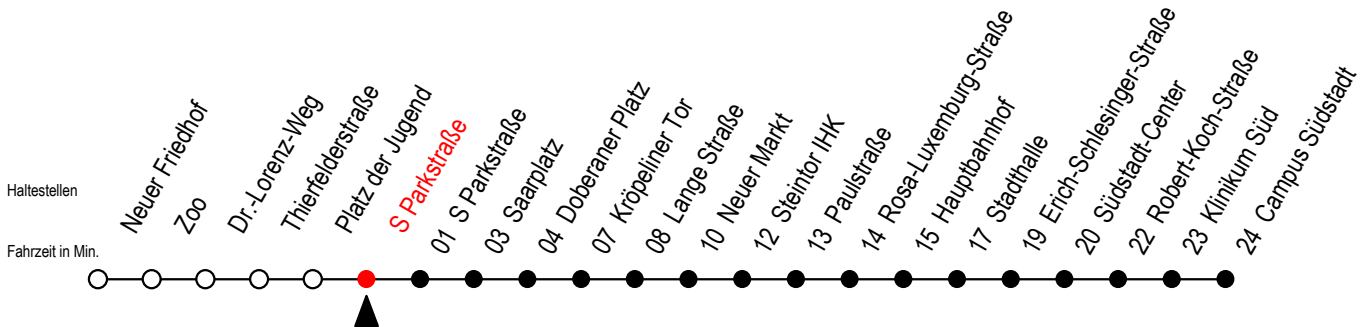 Haltestellen
Fahrzeit in Min.
Neuer Friedhof
Zoo
Dr.-Lorenz-Weg
Thierfelderstraße
Platz der Jugend
S Parkstraße
01 S Parkstraße
03 Saarplatz
04 Doberaner Platz
07 Kröpeliner Tor
08 Lange Straße
10 Neuer Markt
12 Steintor IHK
13 Paulstraße
14 Rosa-Luxemburg-Straße
15 Hauptbahnhof
17 Stadthalle
19 Erich-Schlesinger-Straße
20 Südstadt-Center
22 Robert-Koch-Straße
23 Klinikum Süd
24 Campus Südstadt